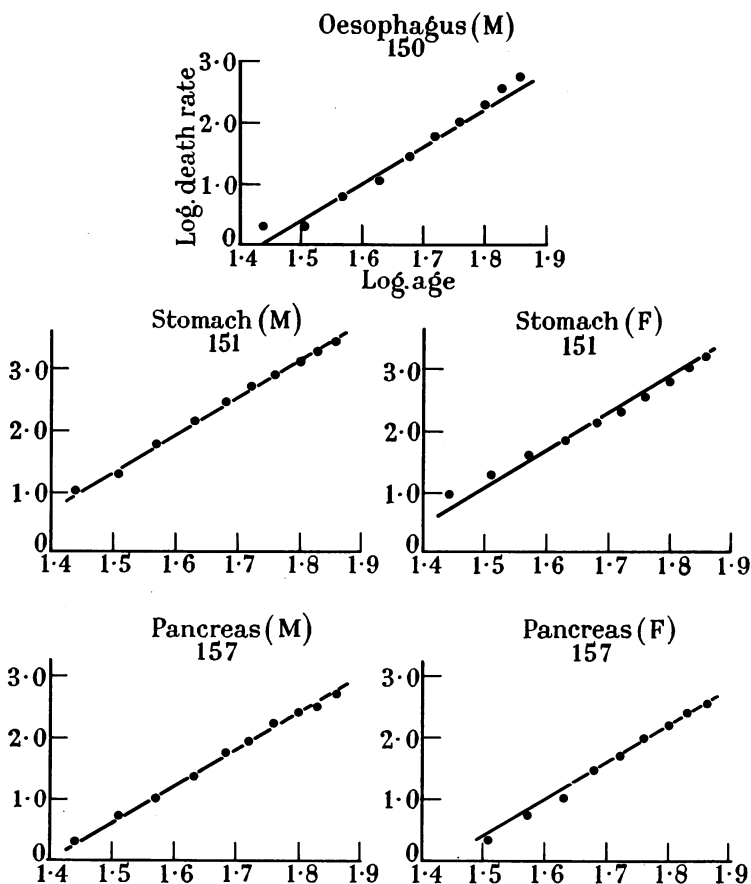 Oesophagus (M)
150
Log. death rate
3·0
2·0
1·0
0
1·4 1·5 1·6 1·7 1·8 1·9
Log. age
Stomach (M)
151
3·0
2·0
1·0
0
1·4 1·5 1·6 1·7 1·8 1·9
Stomach (F)
151
3·0
2·0
1·0
0
1·4 1·5 1·6 1·7 1·8 1·9
Pancreas (M)
157
3·0
2·0
1·0
0
1·4 1·5 1·6 1·7 1·8 1·9
Pancreas (F)
157
3·0
2·0
1·0
0
1·4 1·5 1·6 1·7 1·8 1·9